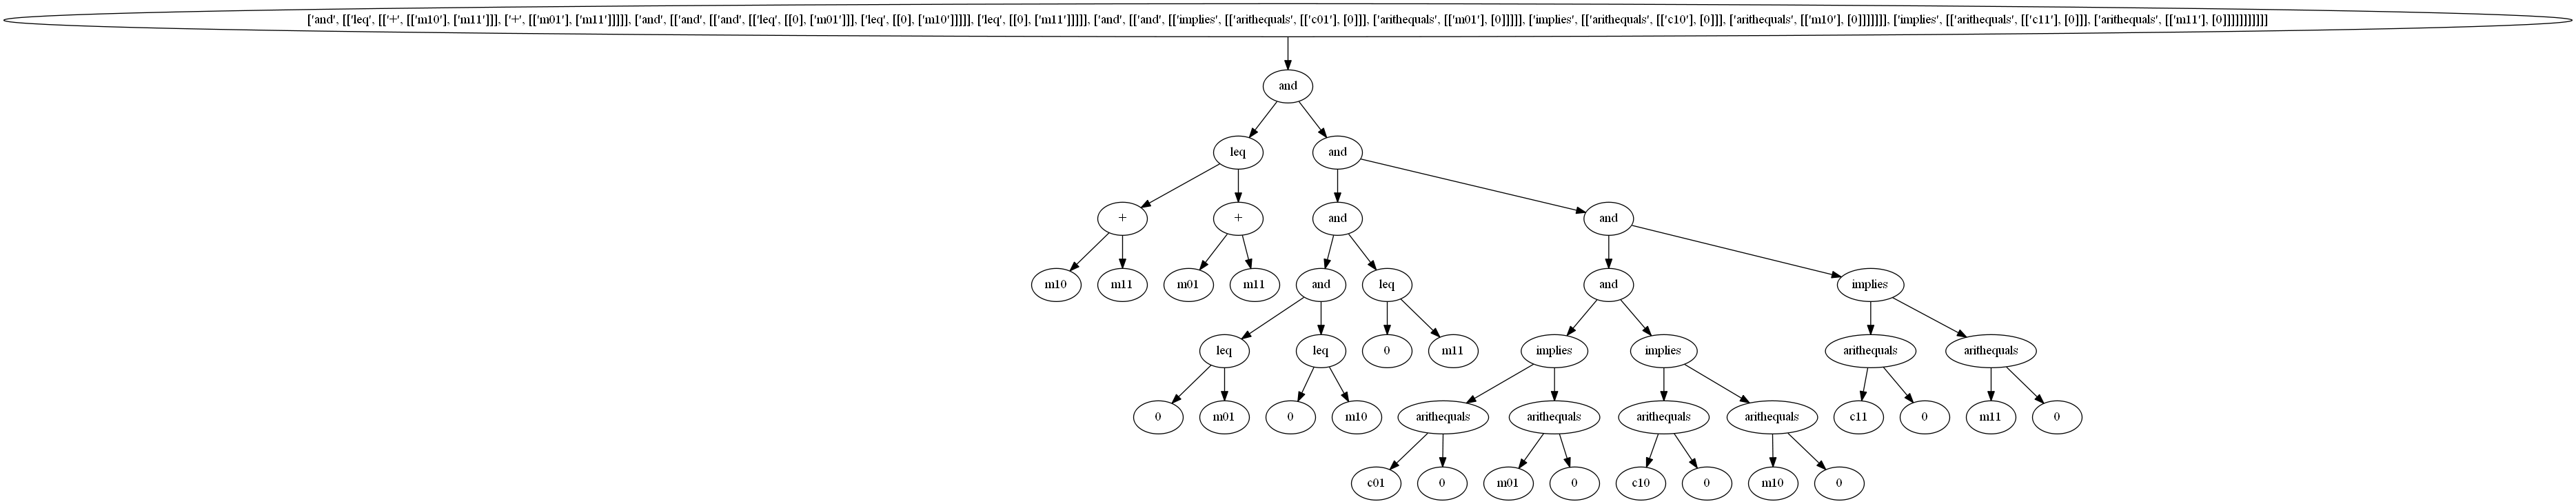 ['and', [['leq', [['+', [['m10'], ['m11']]], ['+', [['m01'], ['m11']]]]], ['and', [['and', [['and', [['leq', [[0], ['m01']]], ['leq', [[0], ['m10']]]]], ['leq', [[0], ['m11']]]]], ['and', [['and', [['implies', [['arithequals', [['c01'], [0]]], ['arithequals', [['m01'], [0]]]]], ['implies', [['arithequals', [['c10'], [0]]], ['arithequals', [['m10'], [0]]]]]]], ['implies', [['arithequals', [['c11'], [0]]], ['arithequals', [['m11'], [0]]]]]]]]]]]
and
leq and
+ + and and
m10 m11 m01 m11 and leq and implies
leq leq 0 m11 implies implies arithequals arithequals
0 m01 0 m10 arithequals arithequals arithequals arithequals c11 0 m11 0
c01 0 m01 0 c10 0 m10 0